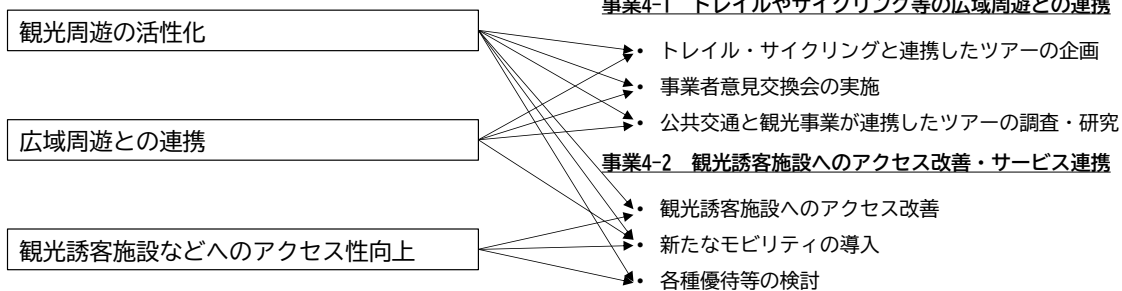 事業4-1　トレイルやサイクリング等の広域周遊との連携
観光周遊の活性化
• トレイル・サイクリングと連携したツアーの企画
• 事業者意見交換会の実施
• 公共交通と観光事業が連携したツアーの調査・研究
広域周遊との連携
事業4-2　観光誘客施設へのアクセス改善・サービス連携
• 観光誘客施設へのアクセス改善
• 新たなモビリティの導入
• 各種優待等の検討
観光誘客施設などへのアクセス性向上